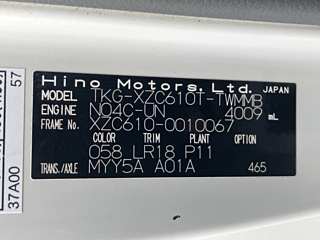 Hino Motors, Ltd. JAPAN
MODEL TKG-XZC610T-TWMMB
ENGINE N04C-UN 4009 mL
FRAME NO. XZC610-0010067
COLOR TRIM PLANT
058 LR18 P11
TRANS./AXLE MYY5A A01A 465
37A00
57